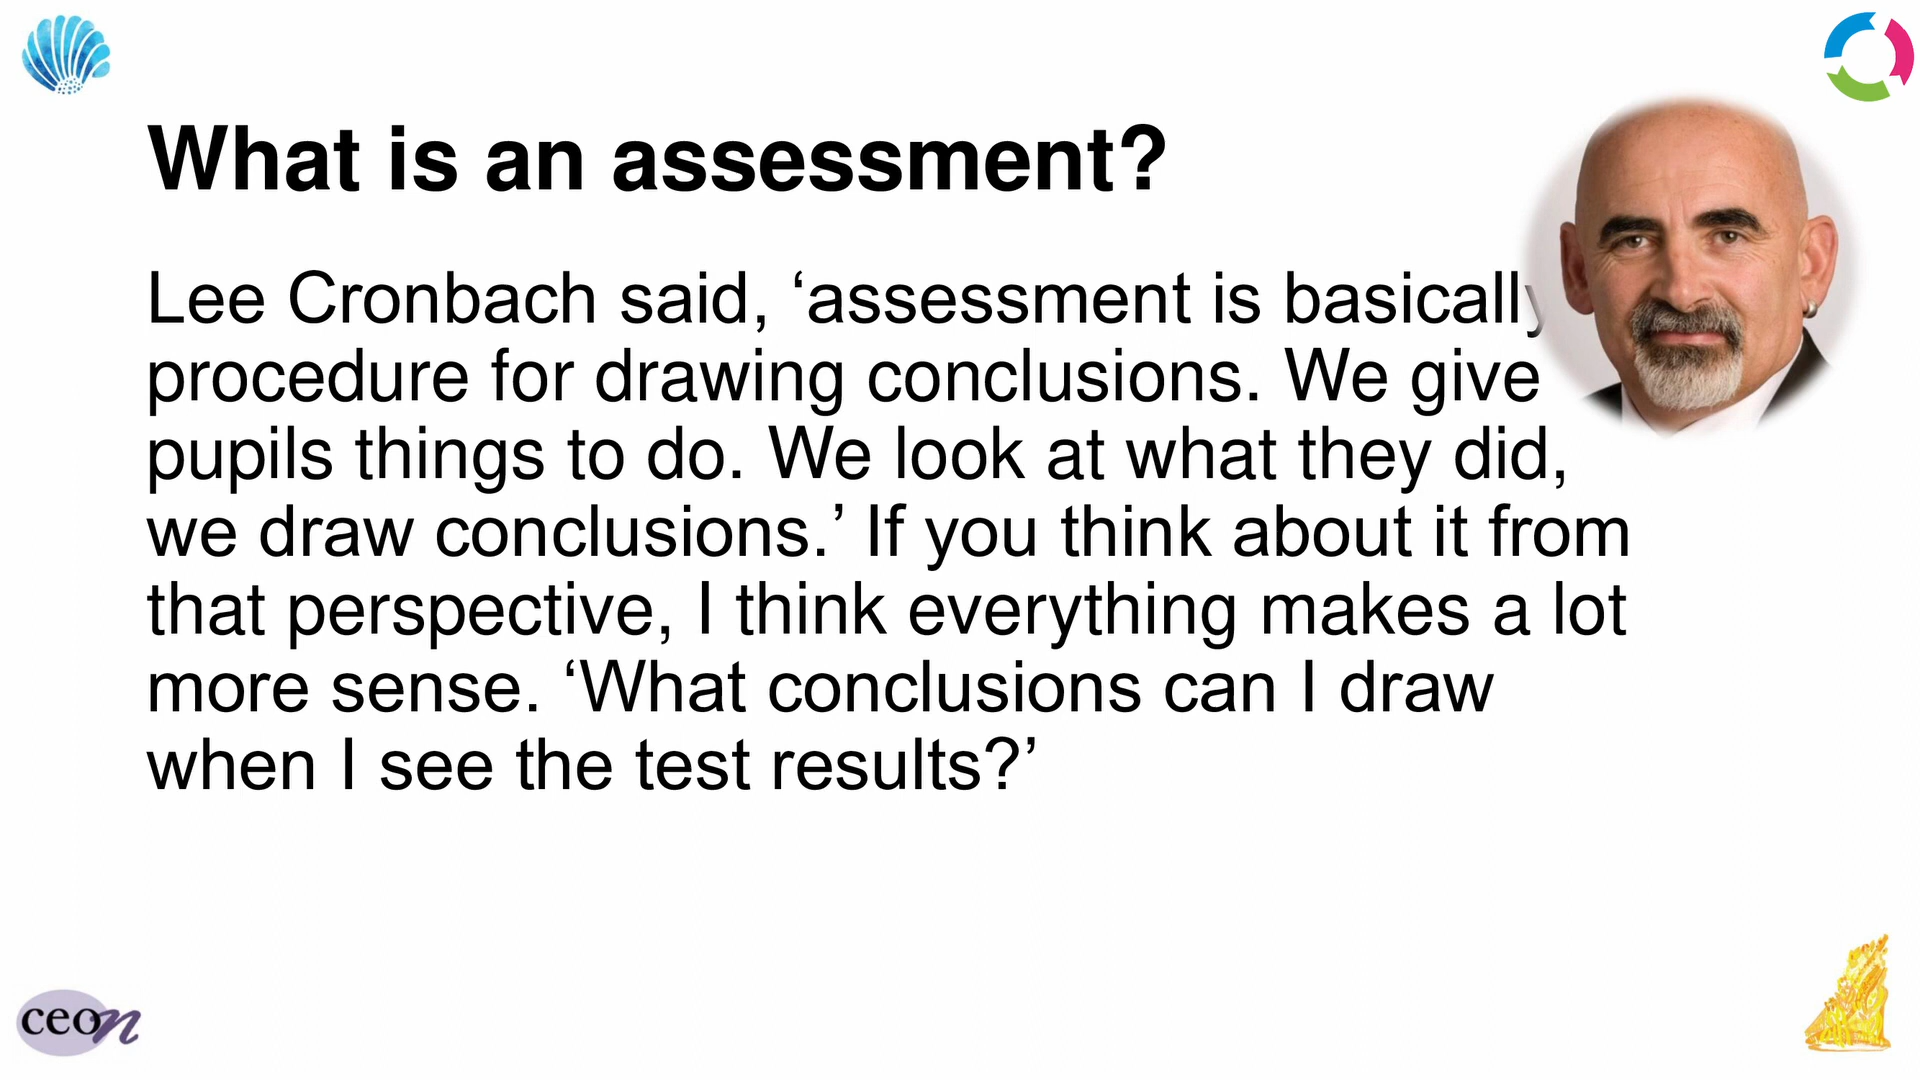 What is an assessment?
Lee Cronbach said, ‘assessment is basically
procedure for drawing conclusions. We give
pupils things to do. We look at what they did,
we draw conclusions.’ If you think about it from
that perspective, I think everything makes a lot
more sense. ‘What conclusions can I draw
when I see the test results?’
ceon